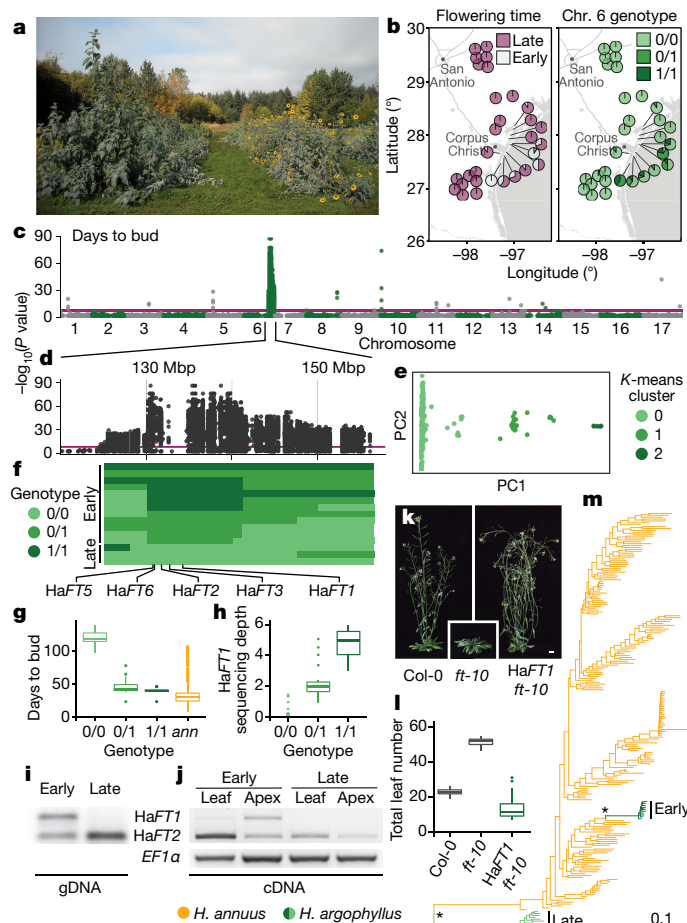 a
b
Flowering time
Chr. 6 genotype
Late
Early
0/0
0/1
1/1
San Antonio
Corpus Christi
San Antonio
Corpus Christi
Latitude (°)
30
29
28
27
26
−98
−97
−98
−97
Longitude (°)
c
Days to bud
90
60
30
0
−log10(P value)
1 2 3 4 5 6 7 8 9 10 11 12 13 14 15 16 17
Chromosome
d
130 Mbp
150 Mbp
90
60
30
0
e
PC2
PC1
K-means cluster
0
1
2
f
Genotype
0/0
0/1
1/1
Early
Late
HaFT5 HaFT6 HaFT2 HaFT3 HaFT1
g
Days to bud
100
50
0
0/0 0/1 1/1 ann
Genotype
h
HaFT1 sequencing depth
6
4
2
0
0/0 0/1 1/1
Genotype
i
Early Late
gDNA
j
Early
Late
Leaf Apex Leaf Apex
HaFT1
HaFT2
EF1α
cDNA
k
Col-0
ft-10
HaFT1 ft-10
l
Total leaf number
60
40
20
0
Col-0
ft-10
HaFT1 ft-10
m
*
Early
*
Late
0.1
H. annuus
H. argophyllus